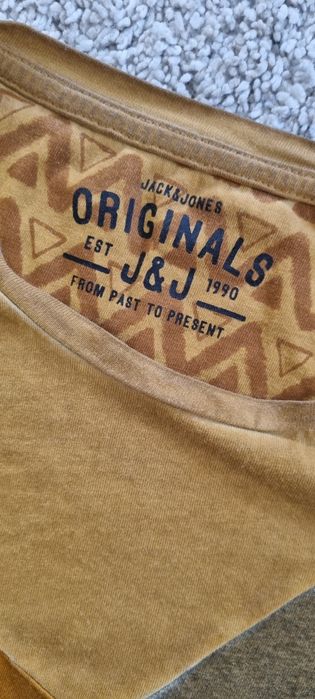 JACK&JONES
ORIGINALS
EST J&J 1990
FROM PAST TO PRESENT